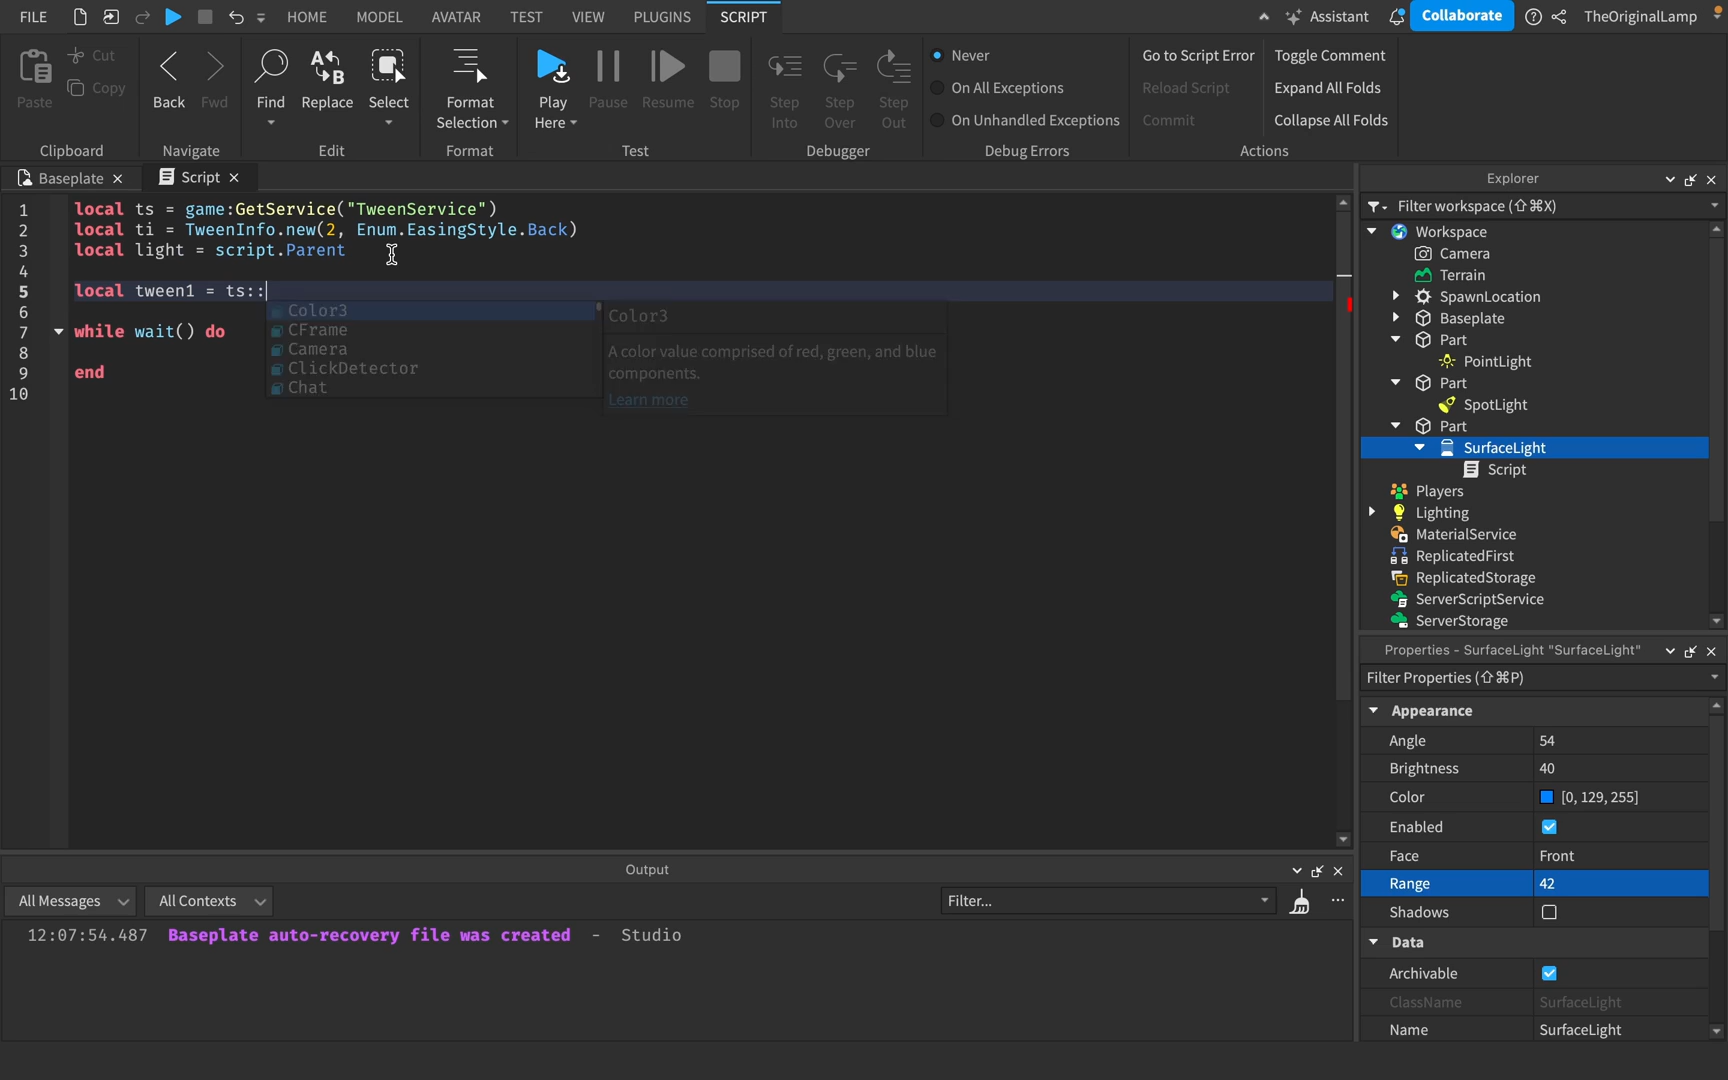 FILE HOME MODEL AVATAR TEST VIEW PLUGINS SCRIPT Assistant Collaborate TheOriginalLamp
Paste Cut Copy Clipboard
Back Fwd Navigate
Find Replace Select Edit
Format Selection Format
Play Here Pause Resume Stop Test
Step Into Step Over Step Out Debugger
Never
On All Exceptions
On Unhandled Exceptions
Debug Errors
Go to Script Error Toggle Comment
Reload Script Expand All Folds
Commit Collapse All Folds
Actions
Baseplate Script
1 local ts = game:GetService("TweenService")
2 local ti = TweenInfo.new(2, Enum.EasingStyle.Back)
3 local light = script.Parent
4
5 local tween1 = ts::
6
7 while wait() do
8
9 end
10
Color3
CFrame
Camera
ClickDetector
Chat
Color3
A color value comprised of red, green, and blue
components.
Learn more
Output
All Messages All Contexts Filter...
12:07:54.487 Baseplate auto-recovery file was created - Studio
Explorer
Filter workspace (⇧⌘X)
Workspace
Camera
Terrain
SpawnLocation
Baseplate
Part
PointLight
Part
SpotLight
Part
SurfaceLight
Script
Players
Lighting
MaterialService
ReplicatedFirst
ReplicatedStorage
ServerScriptService
ServerStorage
Properties - SurfaceLight "SurfaceLight"
Filter Properties (⇧⌘P)
Appearance
Angle 54
Brightness 40
Color [0, 129, 255]
Enabled
Face Front
Range 42
Shadows
Data
Archivable
ClassName SurfaceLight
Name SurfaceLight